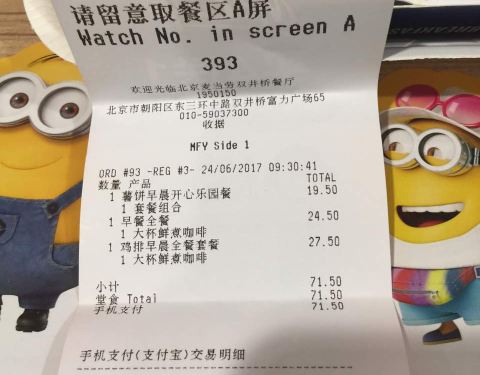 请留意取餐区A屏
Watch No. in screen A
393
欢迎光临北京麦当劳双井桥餐厅
1950150
北京市朝阳区东三环中路双井桥富力广场65
010-59037300
收据
MFY Side 1
ORD #93 -REG #3- 24/06/2017 09:30:41
数量 产品 TOTAL
1 薯饼早晨开心乐园餐 19.50
1 套餐组合
1 早餐全餐 24.50
1 大杯鲜煮咖啡
1 鸡排早晨全餐套餐 27.50
1 大杯鲜煮咖啡
小计 71.50
堂食 Total 71.50
手机支付 71.50
手机支付(支付宝)交易明细